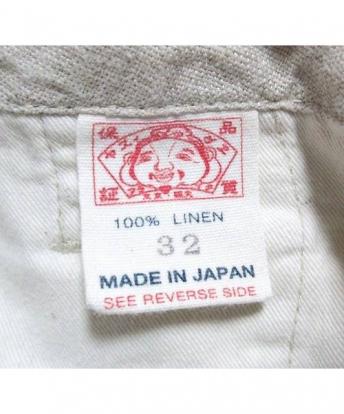 保 品
証 質
100% LINEN
32
MADE IN JAPAN
SEE REVERSE SIDE